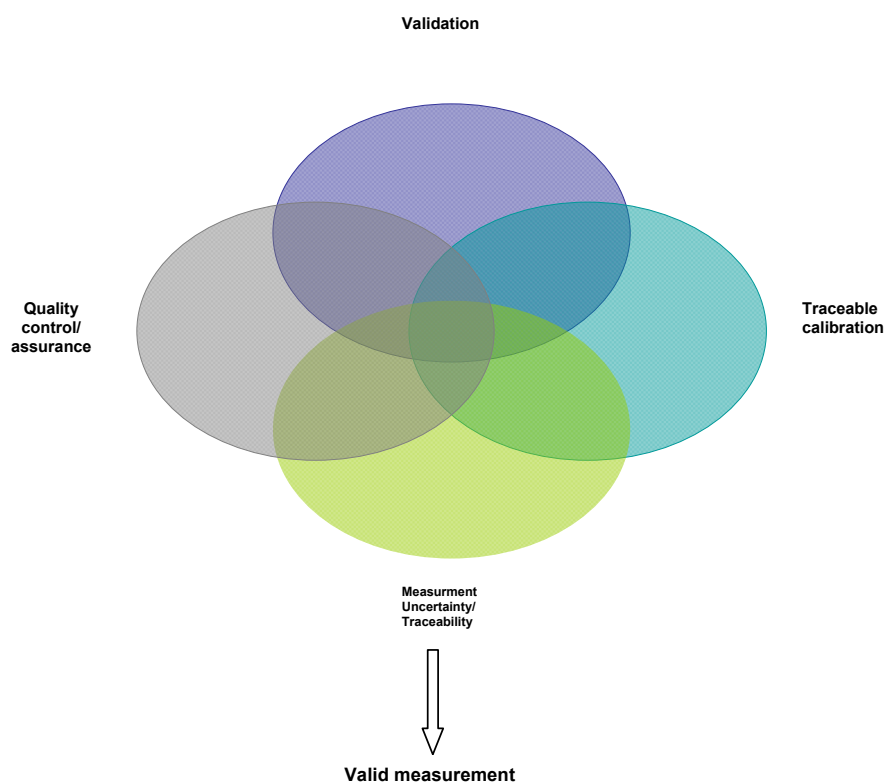 Validation
Quality
control/
assurance
Traceable
calibration
Measurment
Uncertainty/
Traceability
Valid measurement